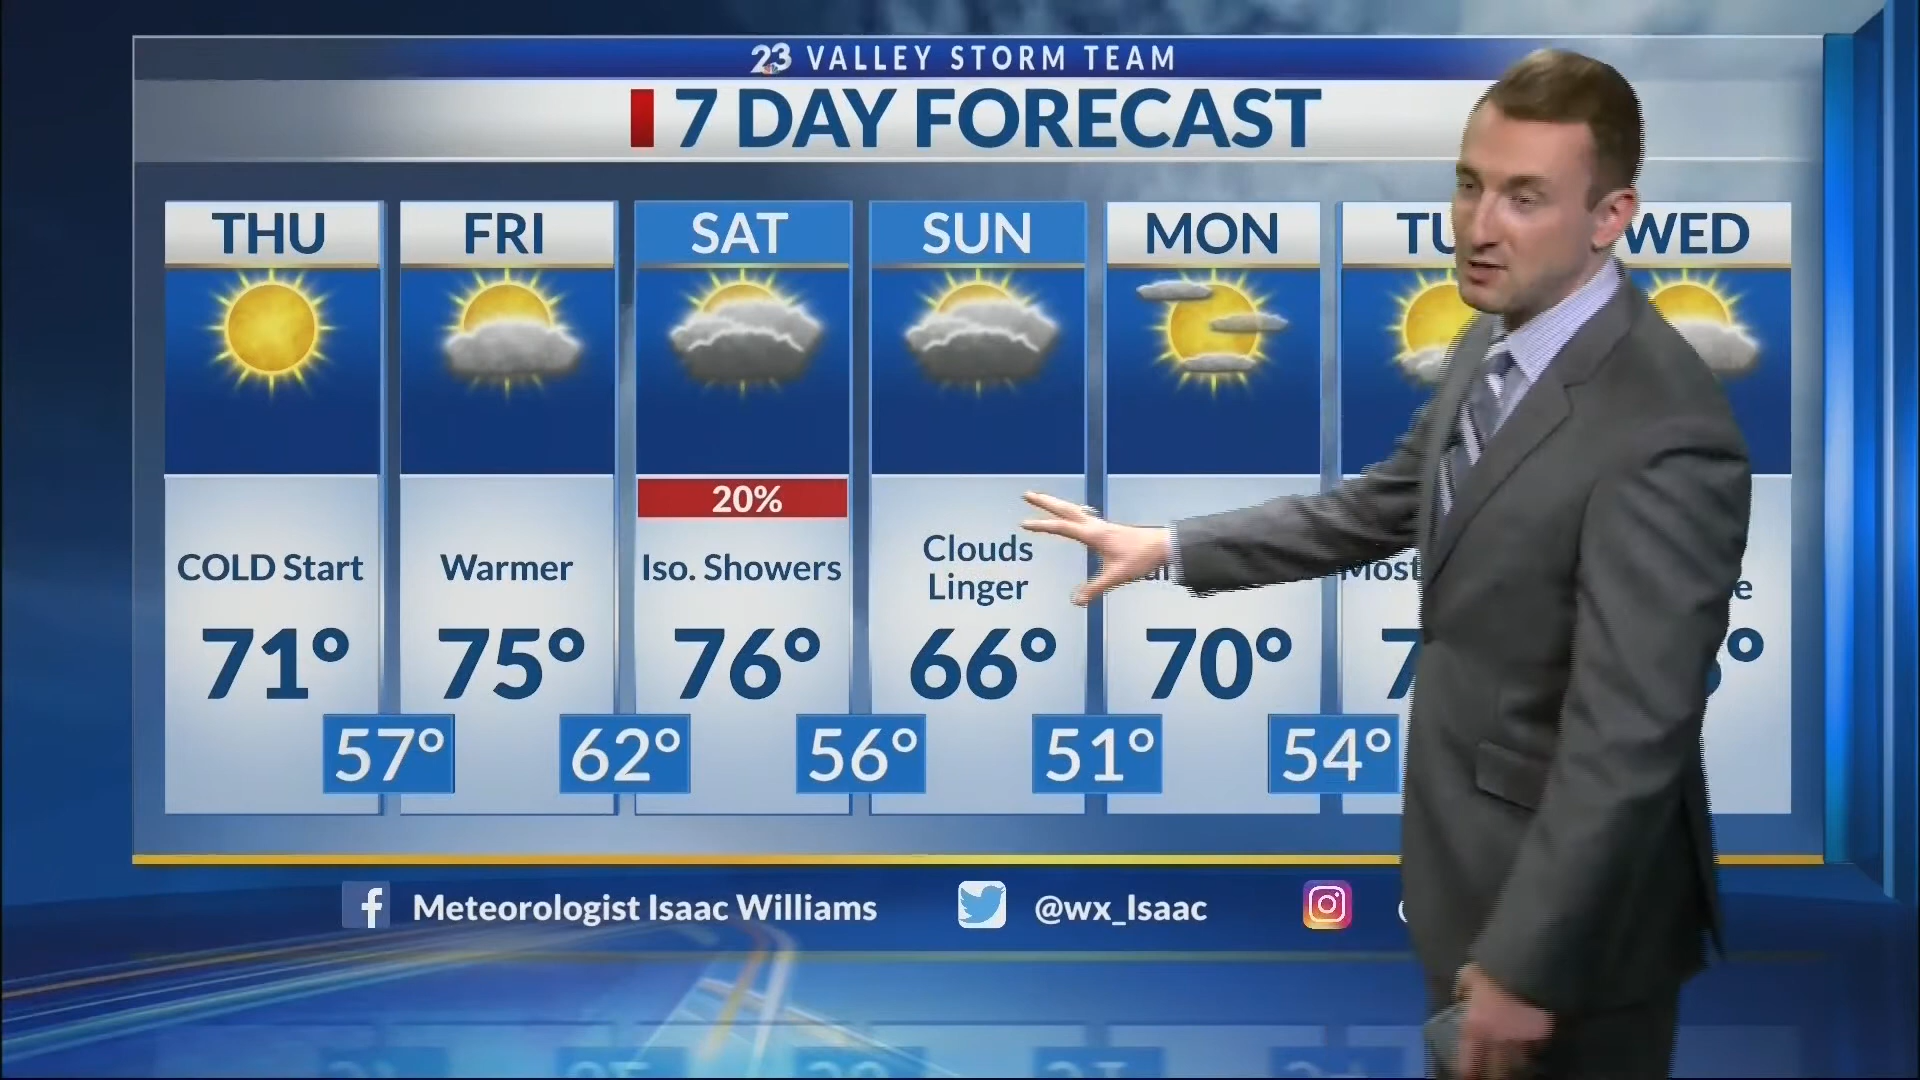 23 VALLEY STORM TEAM
7 DAY FORECAST
THU FRI SAT SUN MON WED
20%
COLD Start Warmer Iso. Showers Clouds Linger
71° 75° 76° 66° 70°
57° 62° 56° 51° 54°
Meteorologist Isaac Williams @wx_Isaac